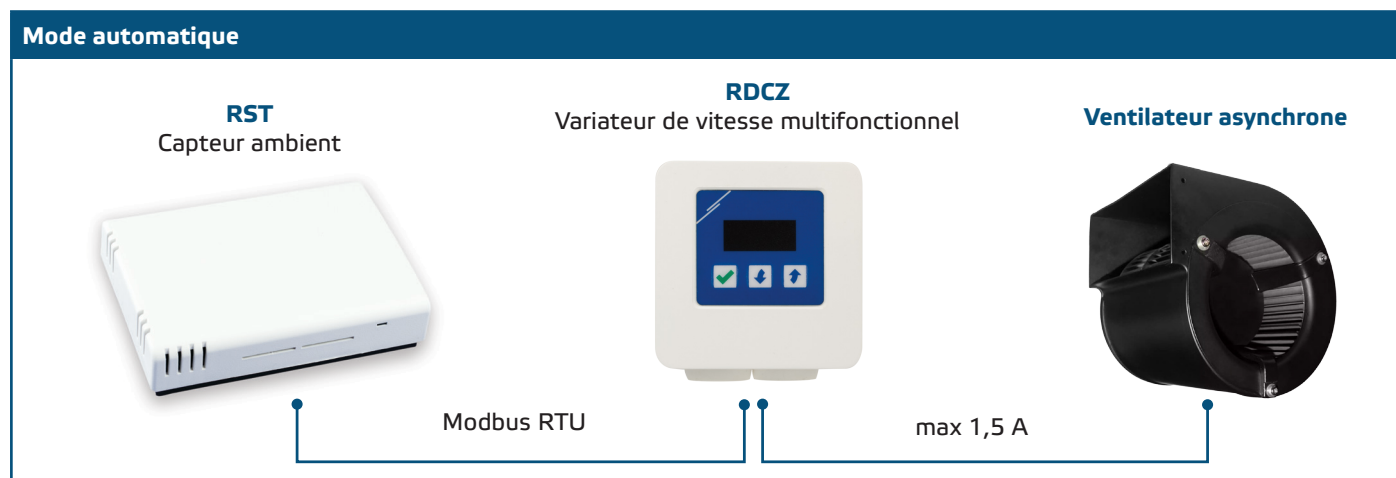 Mode automatique
RST
Capteur ambient
RDCZ
Variateur de vitesse multifonctionnel
Ventilateur asynchrone
Modbus RTU
max 1,5 A